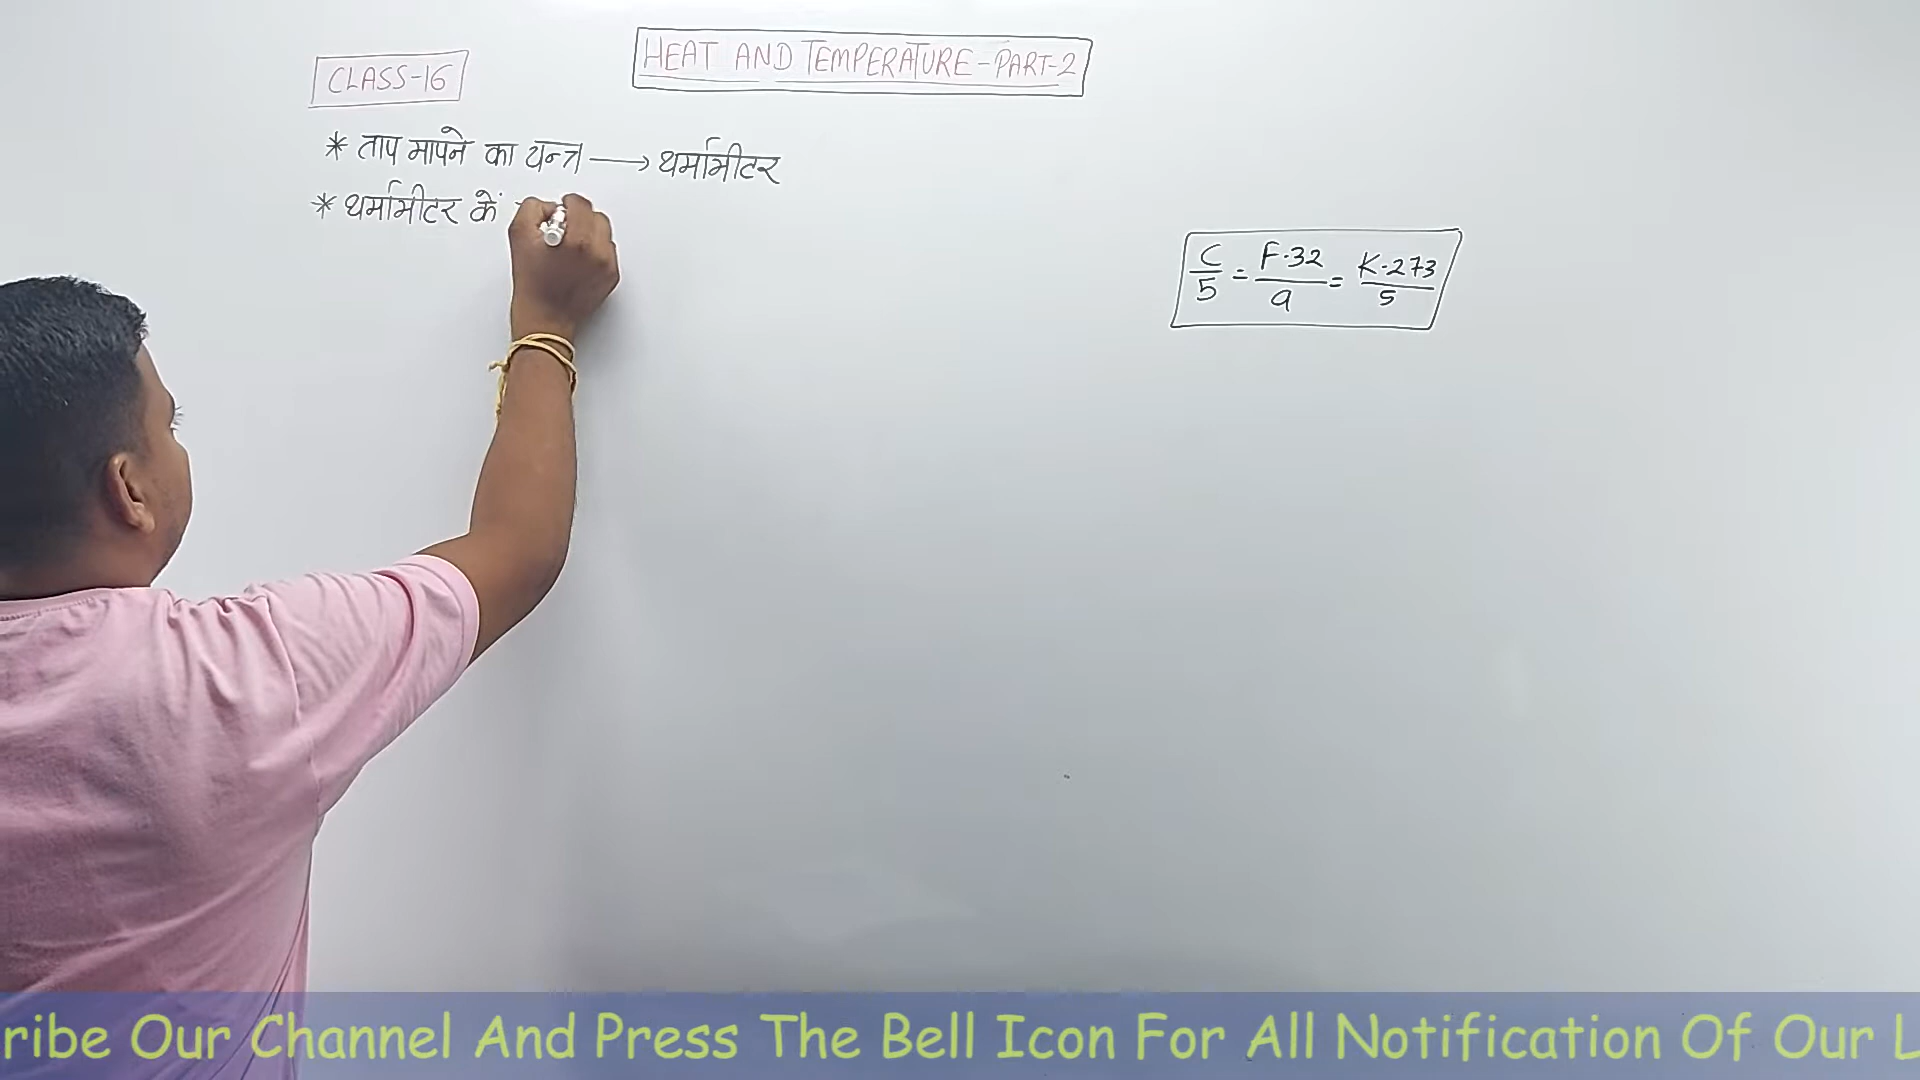 CLASS-16
HEAT AND TEMPERATURE-PART-2
* ताप मापने का यन्त्र → थर्मामीटर
* थर्मामीटर कें
C/5 = F-32/9 = K-273/5
ribe Our Channel And Press The Bell Icon For All Notification Of Our L